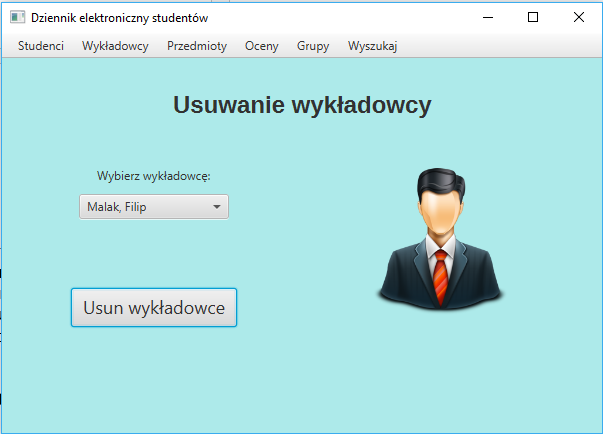 Dziennik elektroniczny studentów
Studenci Wykładowcy Przedmioty Oceny Grupy Wyszukaj
Usuwanie wykładowcy
Wybierz wykładowcę:
Malak, Filip
Usun wykładowce